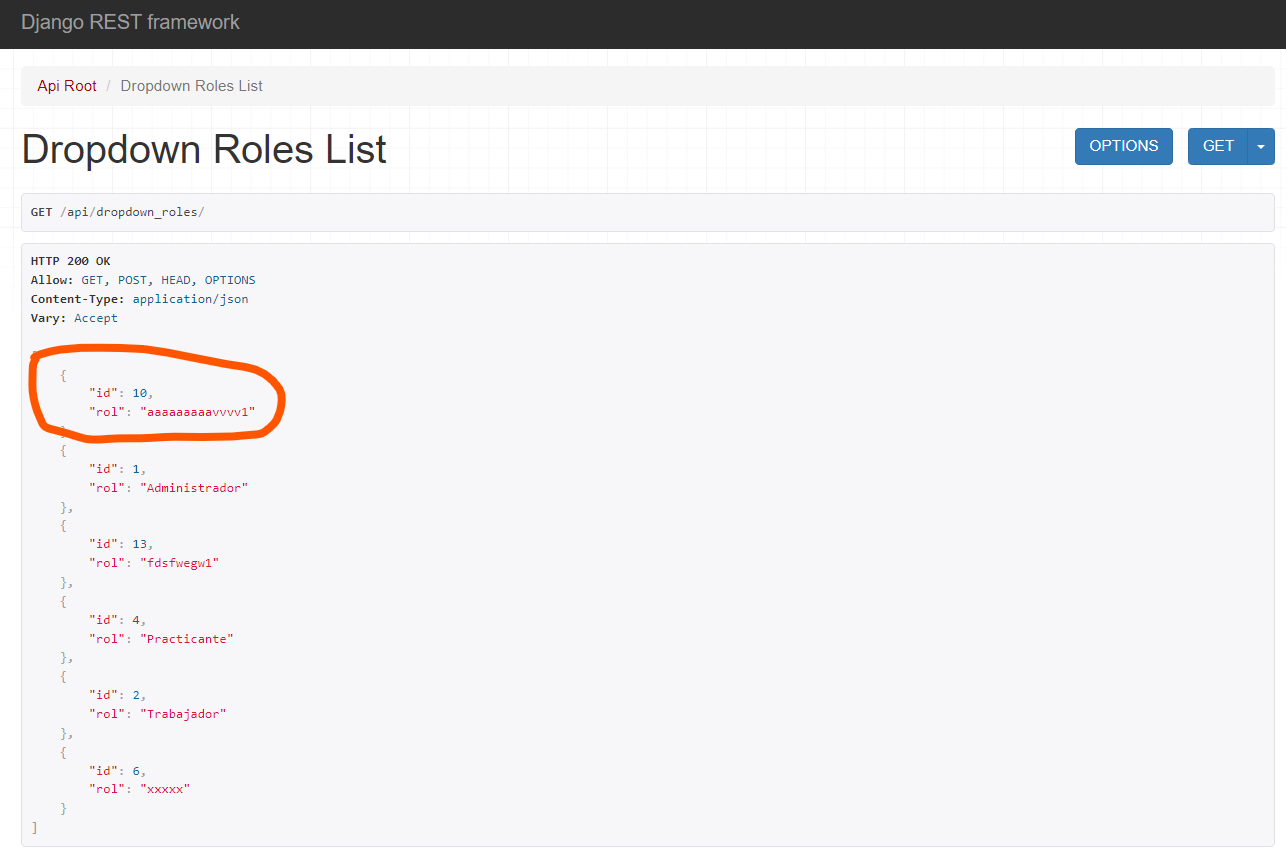 Django REST framework
Api Root / Dropdown Roles List
Dropdown Roles List
OPTIONS
GET
GET /api/dropdown_roles/
HTTP 200 OK
Allow: GET, POST, HEAD, OPTIONS
Content-Type: application/json
Vary: Accept
{
"id": 10,
"rol": "aaaaaaaaavvvv1"
}
{
"id": 1,
"rol": "Administrador"
},
{
"id": 13,
"rol": "fdsfwegw1"
},
{
"id": 4,
"rol": "Practicante"
},
{
"id": 2,
"rol": "Trabajador"
},
{
"id": 6,
"rol": "xxxxx"
}
]